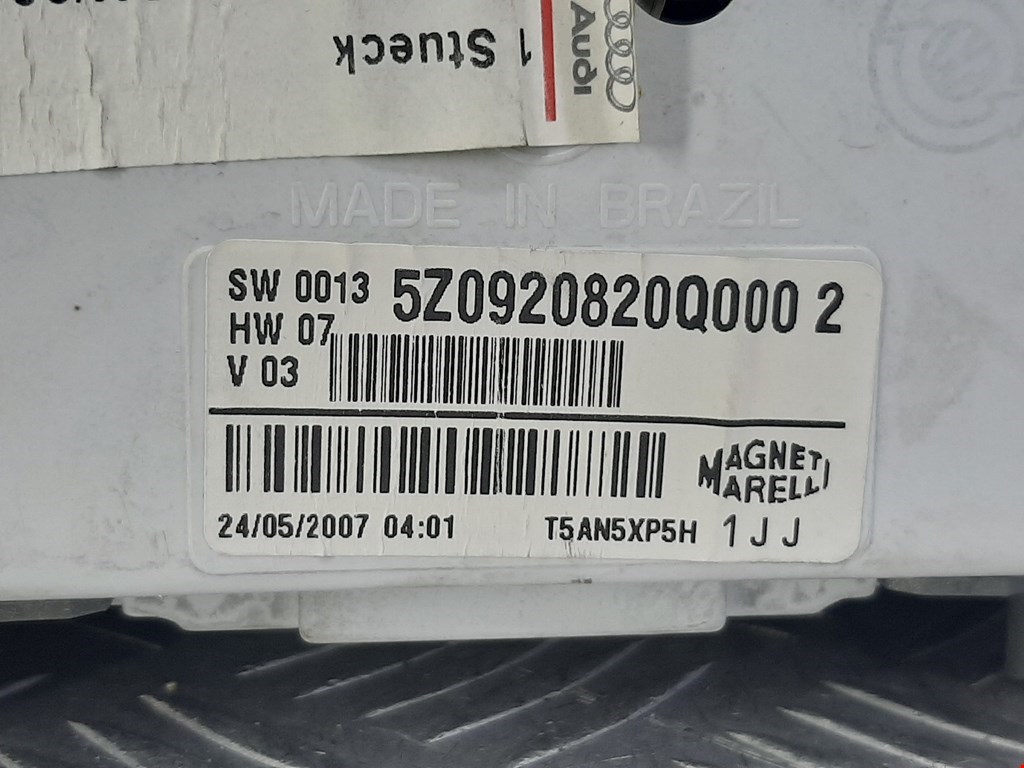 1 Stueck
Audi
MADE IN BRAZIL
SW 0013 5Z0920820Q000 2
HW 07
V 03
MAGNETI
MARELLI
24/05/2007 04:01 T5AN5XP5H 1JJ